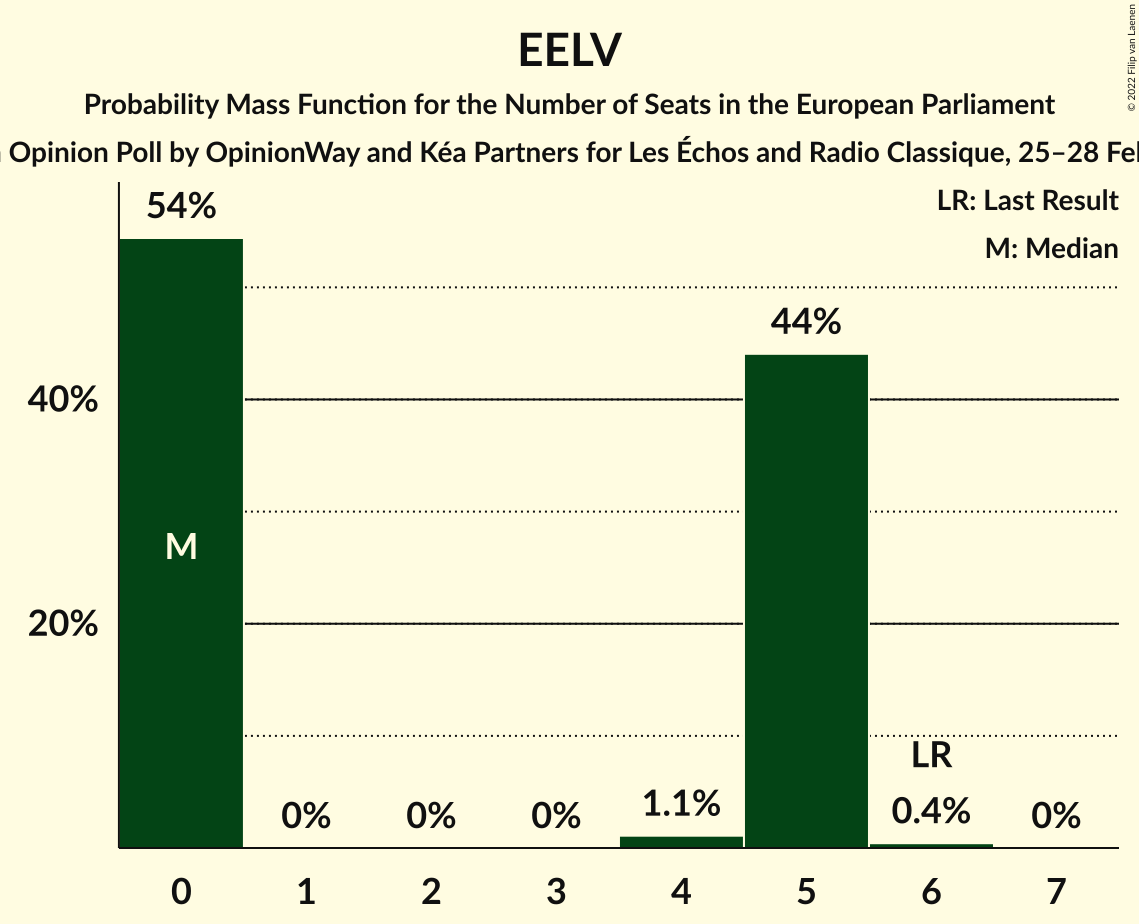 EELV
Probability Mass Function for the Number of Seats in the European Parliament
Opinion Poll by OpinionWay and Kéa Partners for Les Échos and Radio Classique, 25–28
© 2022 Filip van Laenen
LR: Last Result
M: Median
54%
44%
40%
M
20%
LR
0% 0% 0% 1.1% 0.4% 0%
0 1 2 3 4 5 6 7